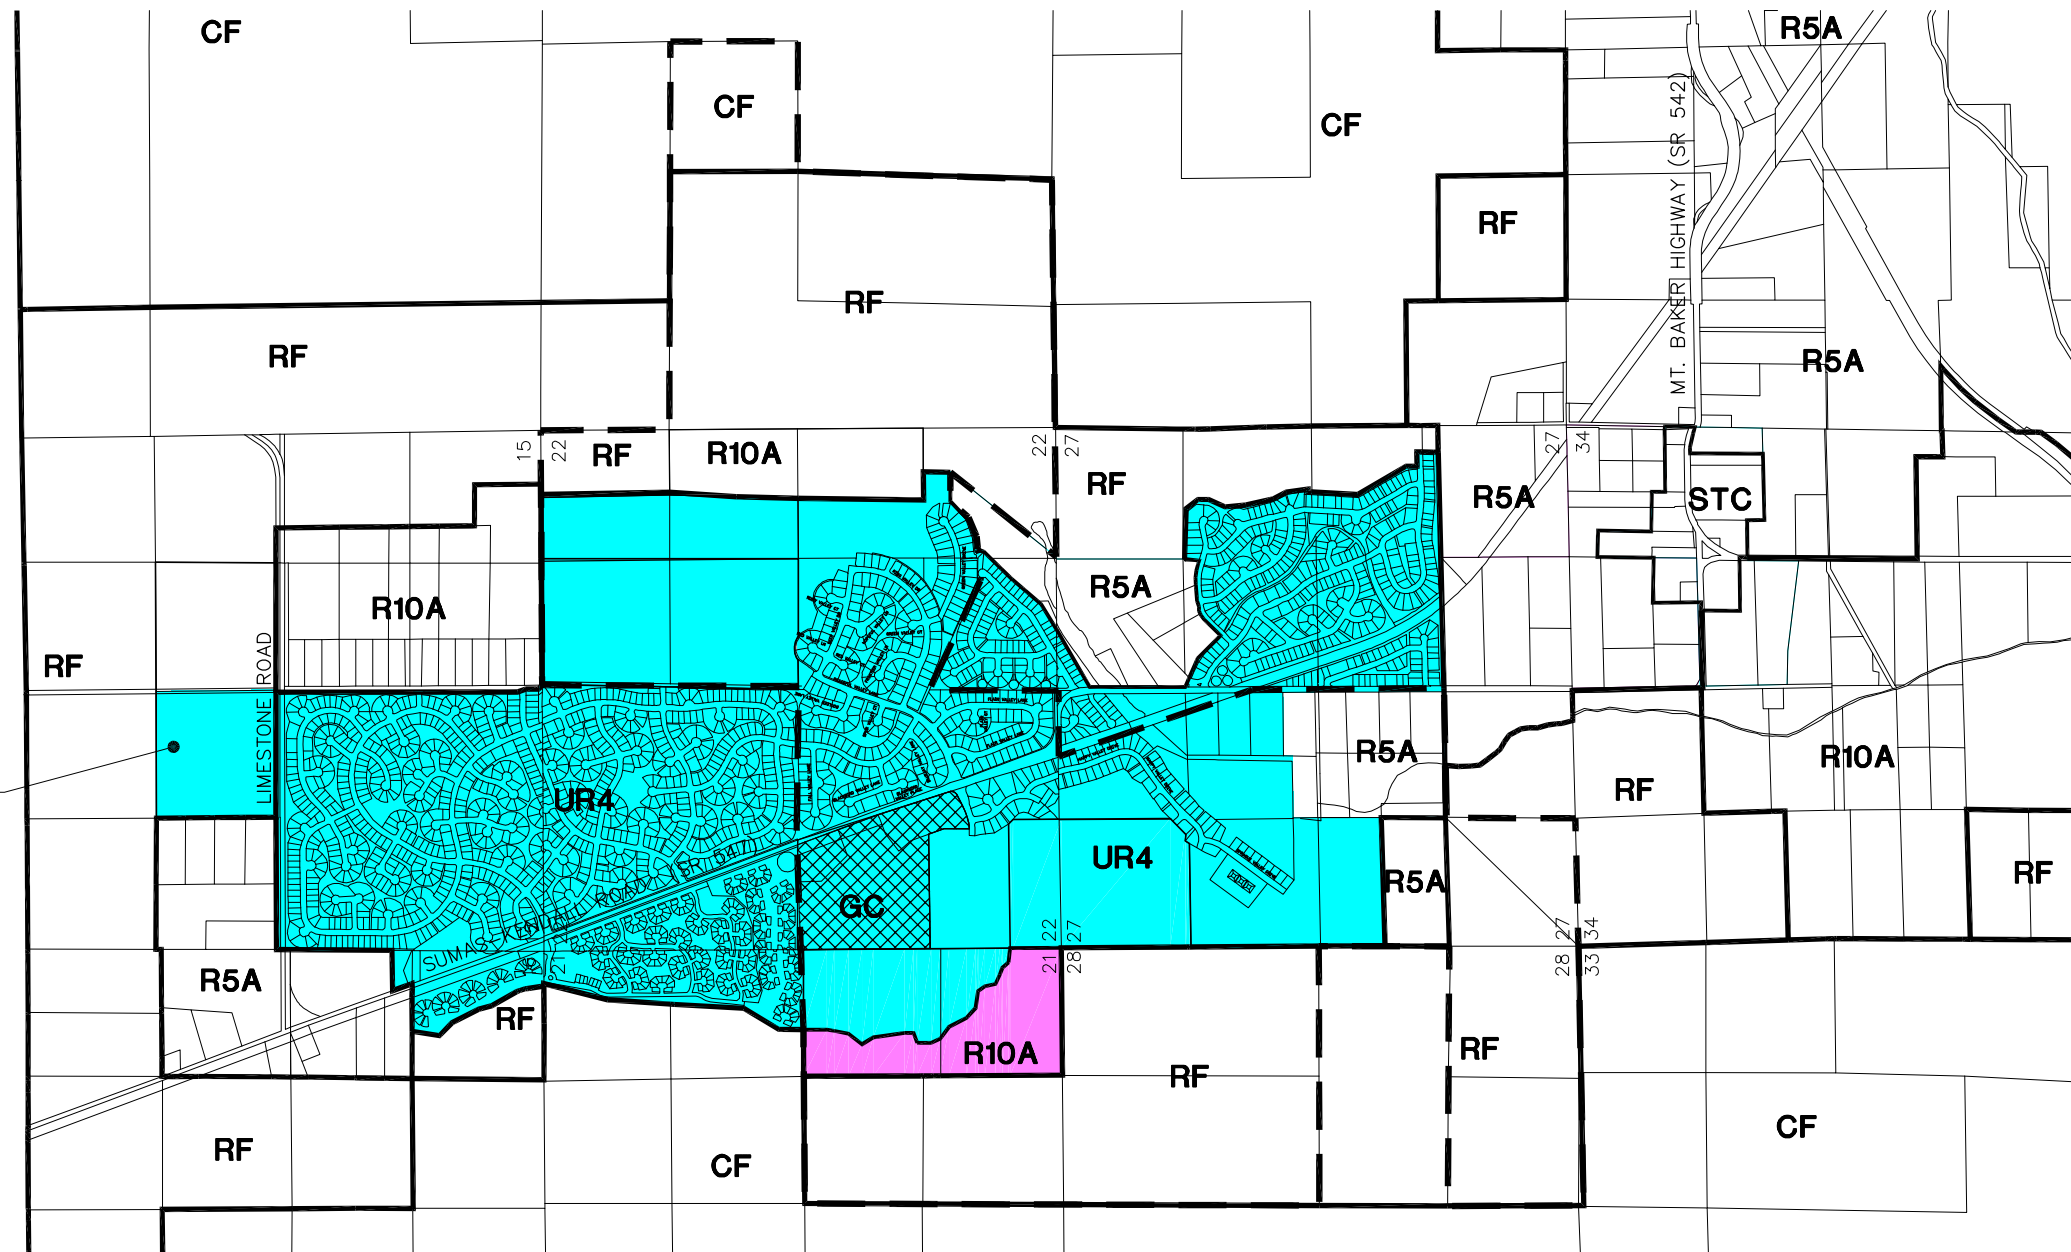 CF
R5A
CF
CF
MT. BAKER HIGHWAY (SR 542)
RF
RF
RF
R5A
15
22
RF
R10A
22
27
RF
27
34
R5A
STC
R10A
R5A
RF
LIMESTONE ROAD
UR4
R5A
R10A
RF
UR4
GC
R5A
RF
SUMAS-KENDALL ROAD (SR 547)
21
22
27
27
34
R5A
21
28
28
33
RF
R10A
RF
RF
RF
CF
CF